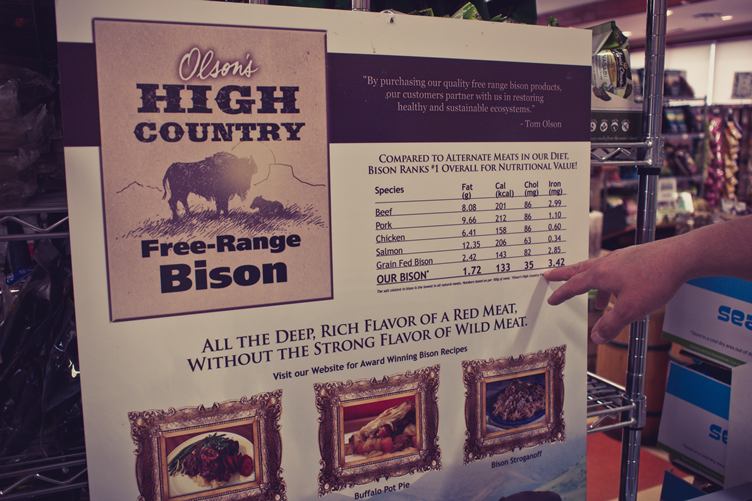 Olson's
HIGH
COUNTRY
Free-Range
Bison
"By purchasing our quality free range bison products,
our customers partner with us in restoring
healthy and sustainable ecosystems."
- Tom Olson
COMPARED TO ALTERNATE MEATS IN OUR DIET,
BISON RANKS #1 OVERALL FOR NUTRITIONAL VALUE!
Species Fat (g) Cal (kcal) Chol (mg) Iron (mg)
Beef 8.08 201 86 2.99
Pork 9.66 212 86 1.10
Chicken 6.41 158 86 0.60
Salmon 12.35 206 63 0.34
Grain Fed Bison 2.42 143 82 2.85
OUR BISON* 1.72 133 35 3.42
ALL THE DEEP, RICH FLAVOR OF A RED MEAT,
WITHOUT THE STRONG FLAVOR OF WILD MEAT.
Visit our Website for Award Winning Bison Recipes
Buffalo Pot Pie
Bison Stroganoff
sea
se